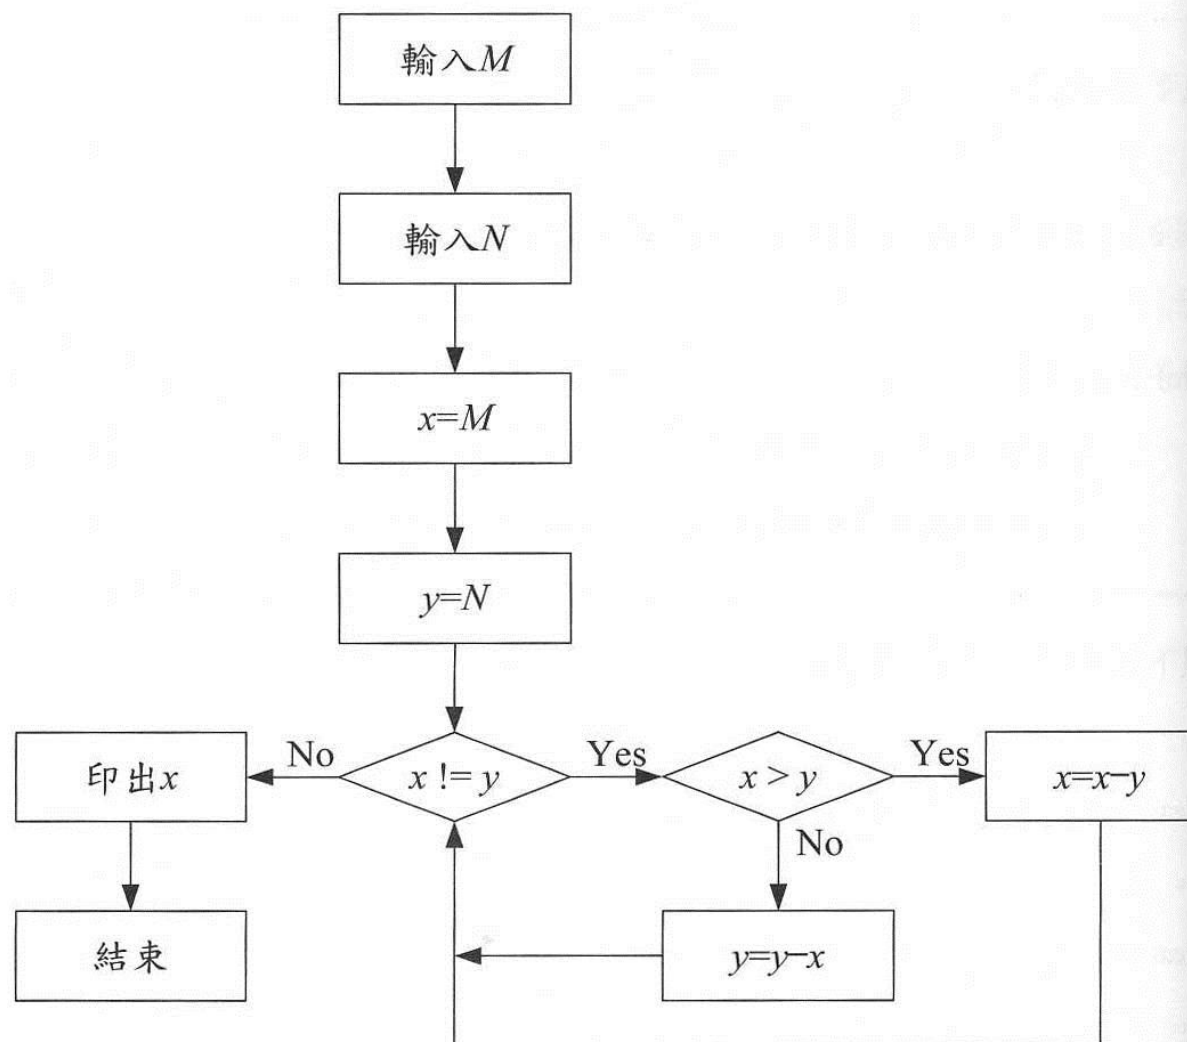 輸入M
輸入N
x=M
y=N
No
Yes
Yes
印出x
x != y
x > y
x=x-y
No
結束
y=y-x